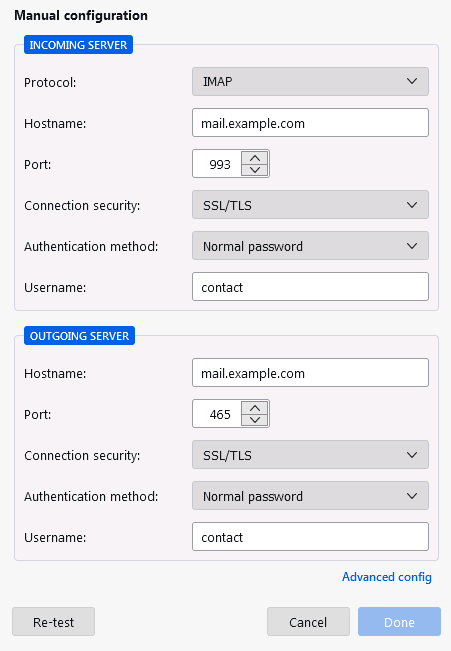 Manual configuration
INCOMING SERVER
Protocol: IMAP
Hostname: mail.example.com
Port: 993
Connection security: SSL/TLS
Authentication method: Normal password
Username: contact
OUTGOING SERVER
Hostname: mail.example.com
Port: 465
Connection security: SSL/TLS
Authentication method: Normal password
Username: contact
Advanced config
Re-test Cancel Done